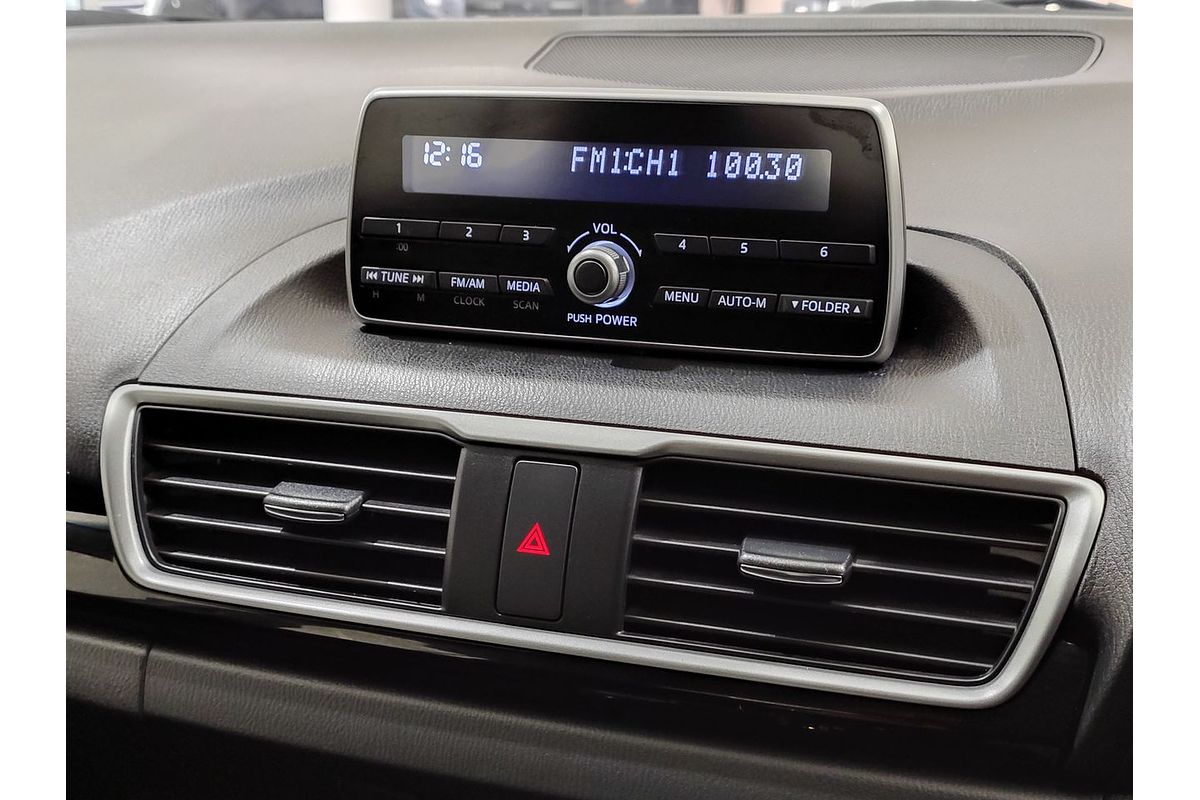 12:16 FM1:CH1 100.30
1 2 3 VOL 4 5 6
:00
TUNE FM/AM MEDIA MENU AUTO-M FOLDER
H M CLOCK SCAN
PUSH POWER